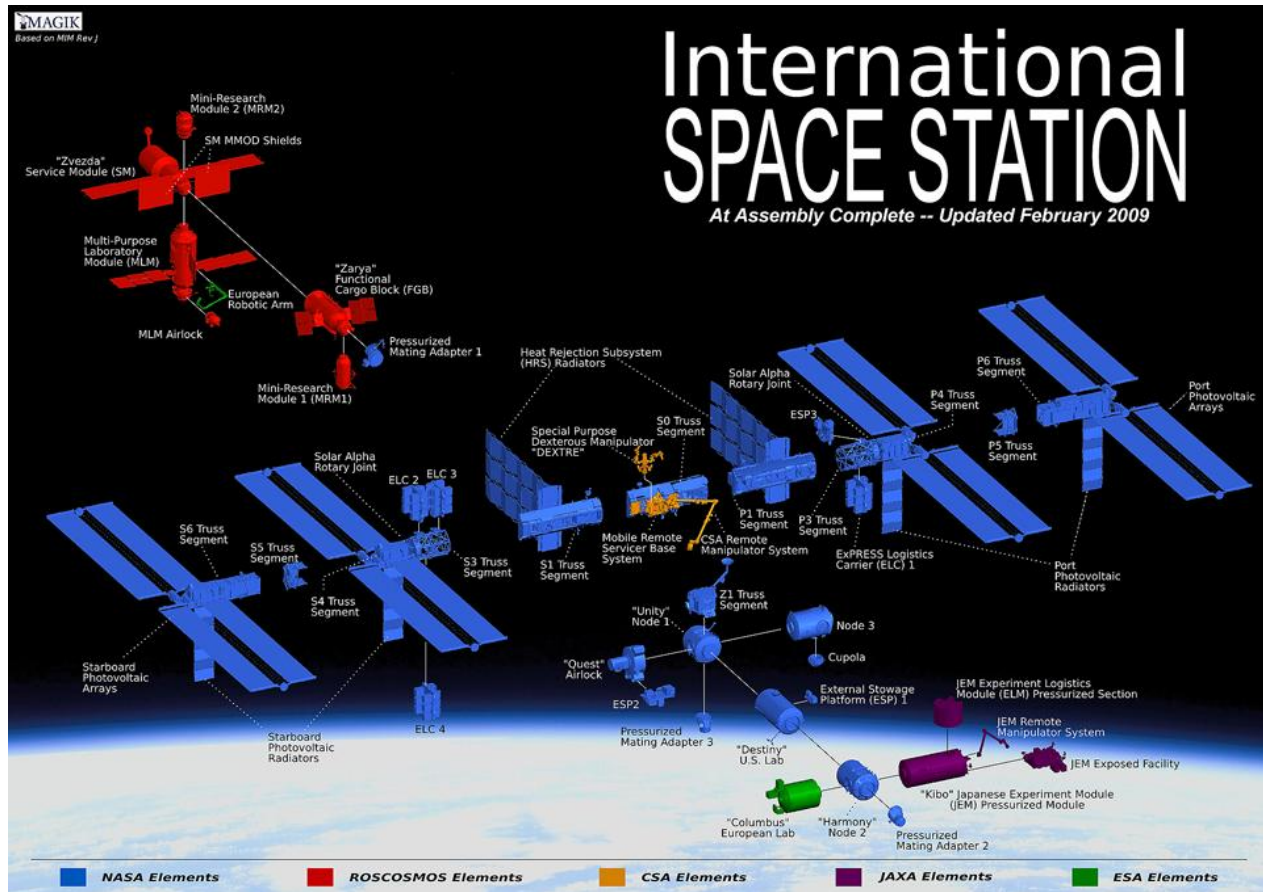 MAGIK
Based on MIM Rev J
International
SPACE STATION
At Assembly Complete -- Updated February 2009
Mini-Research
Module 2 (MRM2)
SM MMOD Shields
"Zvezda"
Service Module (SM)
Multi-Purpose
Laboratory
Module (MLM)
European
Robotic Arm
MLM Airlock
"Zarya"
Functional
Cargo Block (FGB)
Pressurized
Mating Adapter 1
Mini-Research
Module 1 (MRM1)
Heat Rejection Subsystem
(HRS) Radiators
Solar Alpha
Rotary Joint
P6 Truss
Segment
P4 Truss
Segment
Port
Photovoltaic
Arrays
ESP3
P5 Truss
Segment
S0 Truss
Segment
Special Purpose
Dexterous Manipulator
"DEXTRE"
Solar Alpha
Rotary Joint
ELC 2
ELC 3
S6 Truss
Segment
S5 Truss
Segment
S4 Truss
Segment
S3 Truss
Segment
S1 Truss
Segment
Mobile Remote
Servicer Base
System
CSA Remote
Manipulator System
P1 Truss
Segment
P3 Truss
Segment
ExPRESS Logistics
Carrier (ELC) 1
Port
Photovoltaic
Radiators
Z1 Truss
Segment
"Unity"
Node 1
Node 3
Cupola
"Quest"
Airlock
ESP2
Pressurized
Mating Adapter 3
External Stowage
Platform (ESP) 1
Starboard
Photovoltaic
Arrays
Starboard
Photovoltaic
Radiators
ELC 4
"Destiny"
U.S. Lab
JEM Experiment Logistics
Module (ELM) Pressurized Section
JEM Remote
Manipulator System
JEM Exposed Facility
"Kibo" Japanese Experiment Module
(JEM) Pressurized Module
"Columbus"
European Lab
"Harmony"
Node 2
Pressurized
Mating Adapter 2
NASA Elements
ROSCOSMOS Elements
CSA Elements
JAXA Elements
ESA Elements